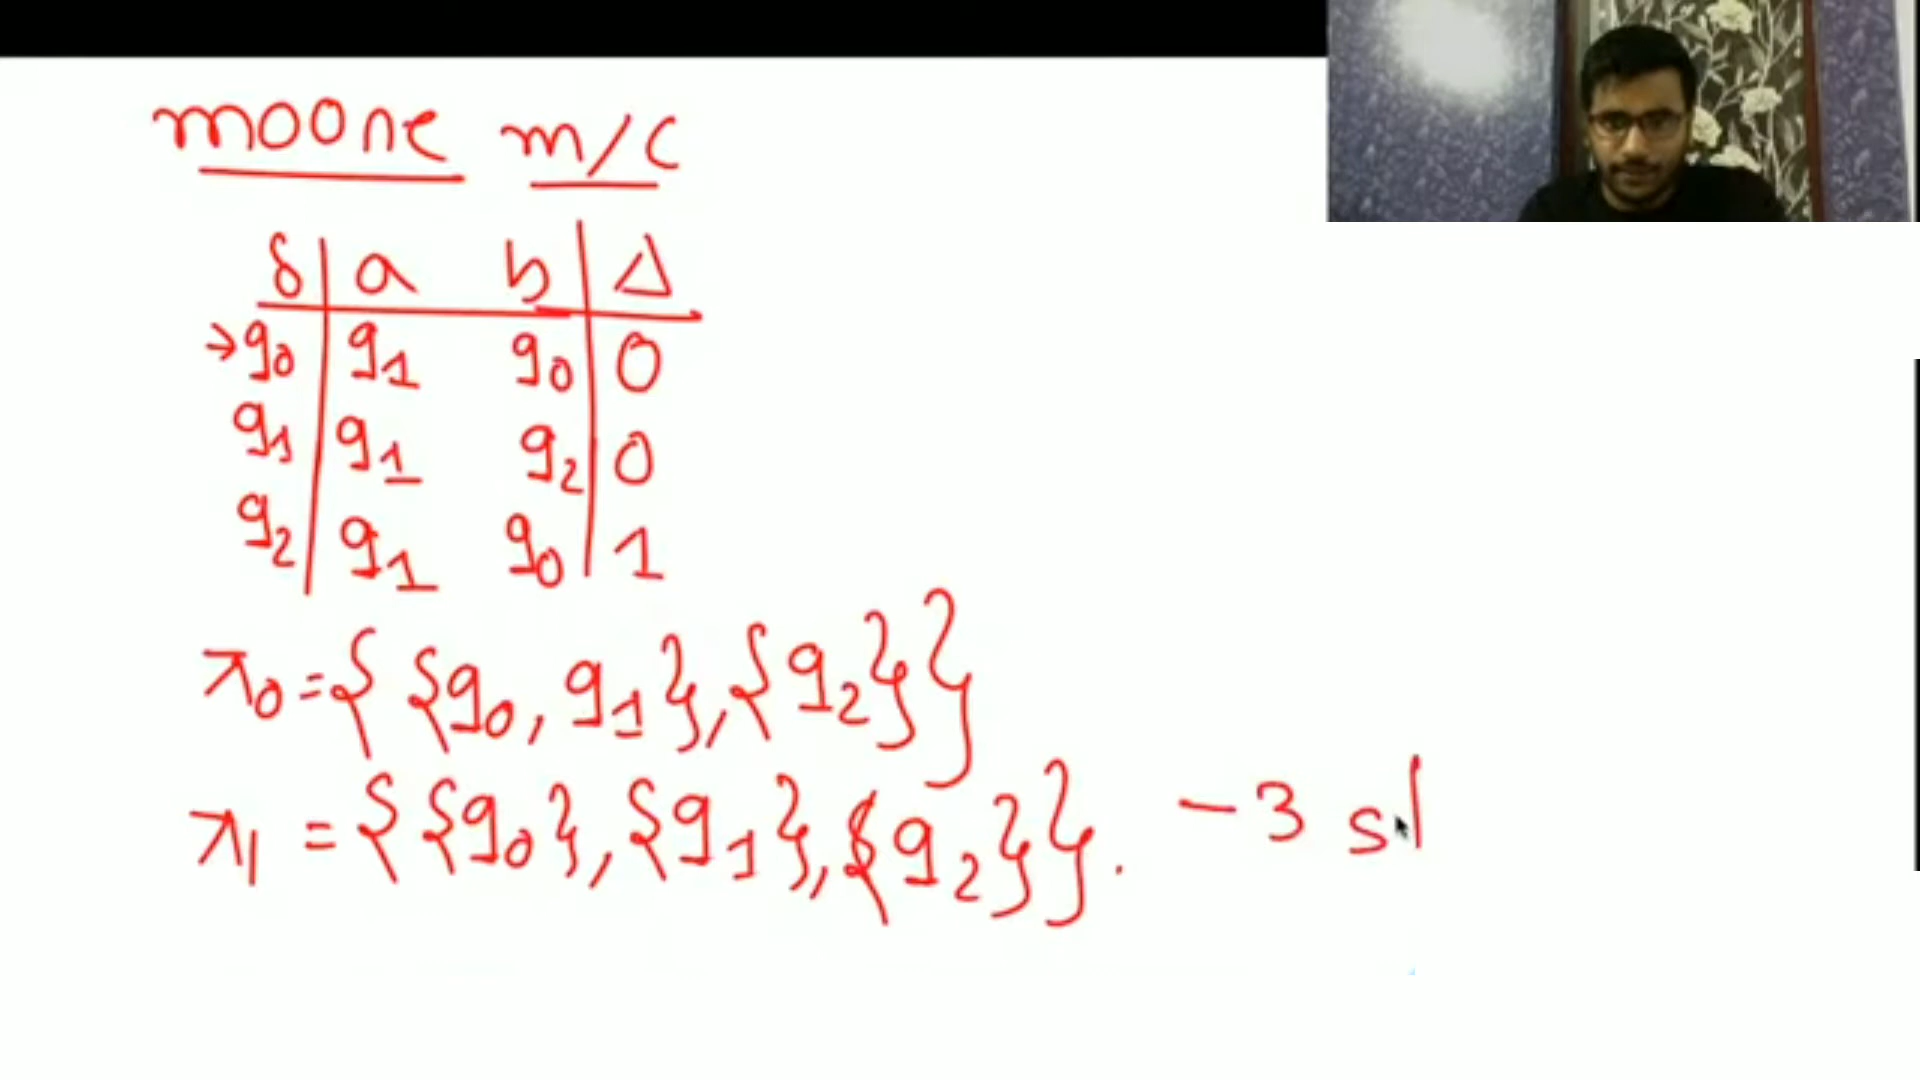 moore m/c
δ | a b | Δ
→q0 | q1 q0 | 0
q1 | q1 q2 | 0
q2 | q1 q0 | 1
π0 = { {q0, q1}, {q2} }
π1 = { {q0}, {q1}, {q2} }. - 3